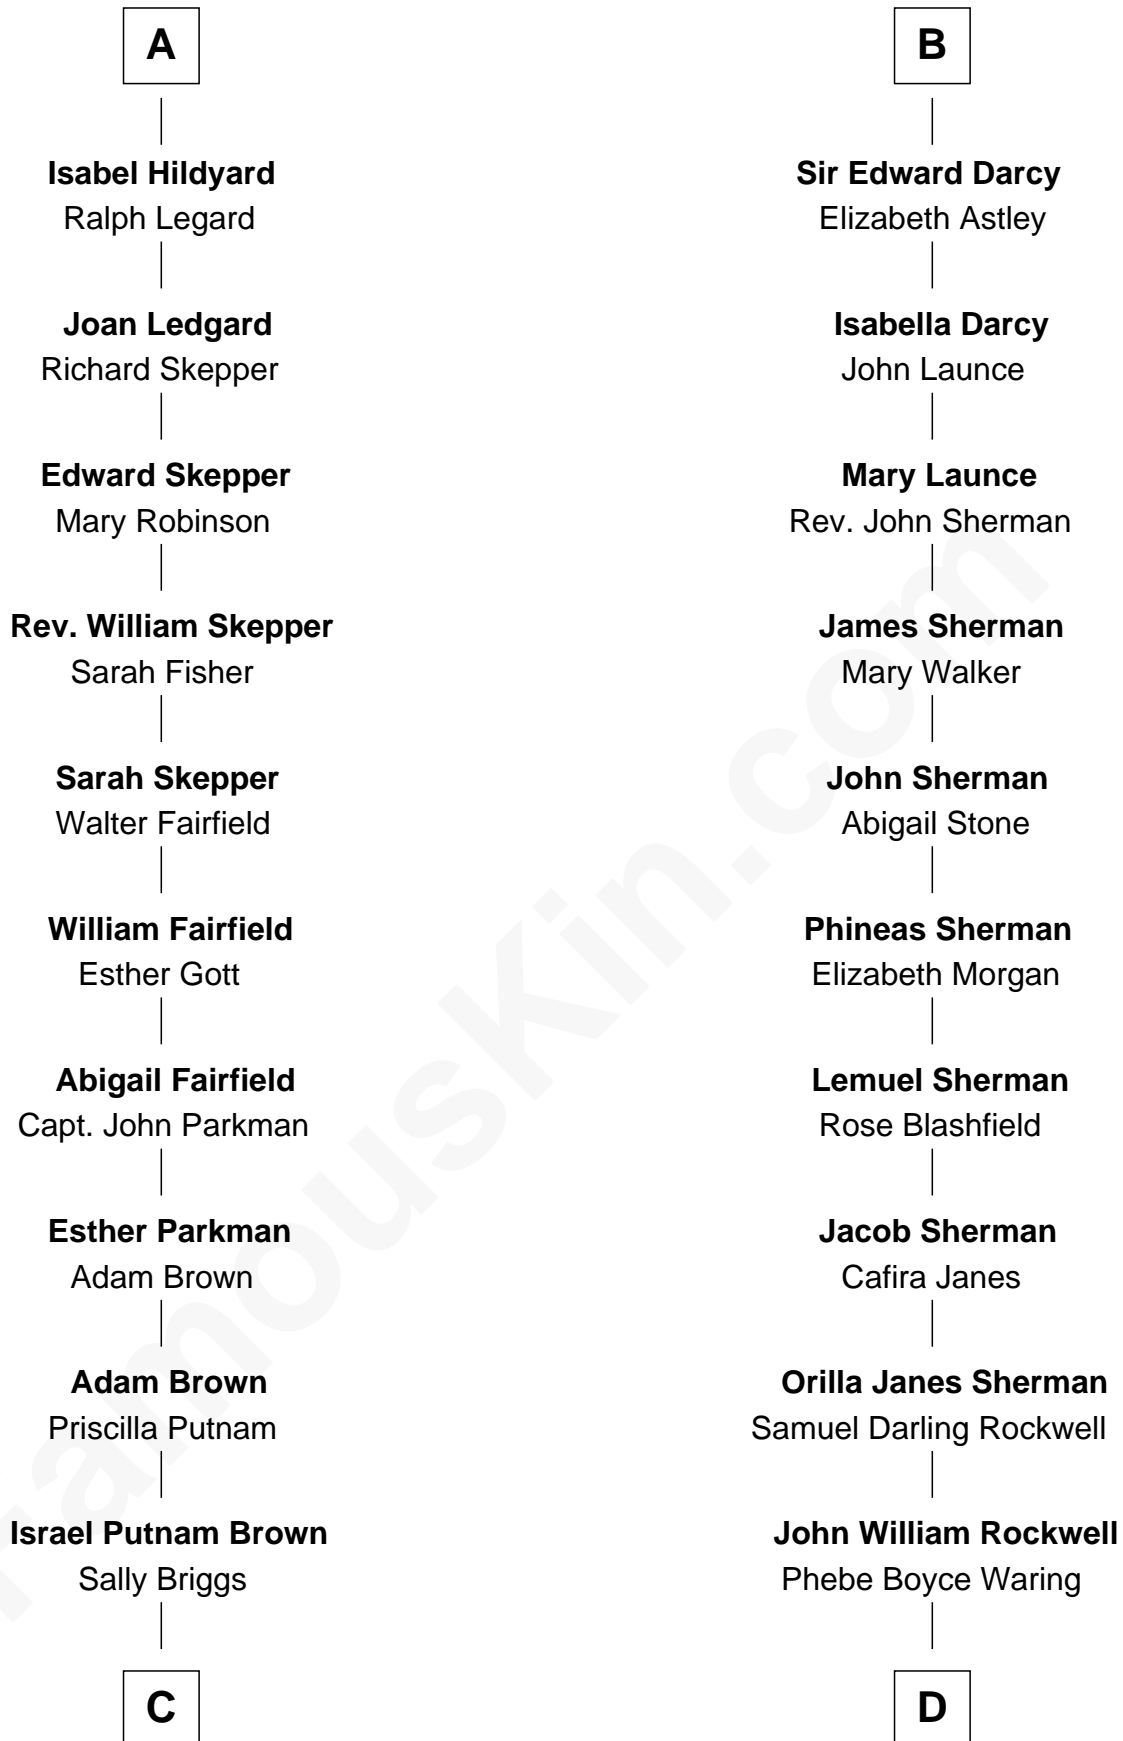 A
Isabel Hildyard
Ralph Legard
Joan Ledgard
Richard Skepper
Edward Skepper
Mary Robinson
Rev. William Skepper
Sarah Fisher
Sarah Skepper
Walter Fairfield
William Fairfield
Esther Gott
Abigail Fairfield
Capt. John Parkman
Esther Parkman
Adam Brown
Adam Brown
Priscilla Putnam
Israel Putnam Brown
Sally Briggs
C
B
Sir Edward Darcy
Elizabeth Astley
Isabella Darcy
John Launce
Mary Launce
Rev. John Sherman
James Sherman
Mary Walker
John Sherman
Abigail Stone
Phineas Sherman
Elizabeth Morgan
Lemuel Sherman
Rose Blashfield
Jacob Sherman
Cafira Janes
Orilla Janes Sherman
Samuel Darling Rockwell
John William Rockwell
Phebe Boyce Waring
D
FamousKin.com